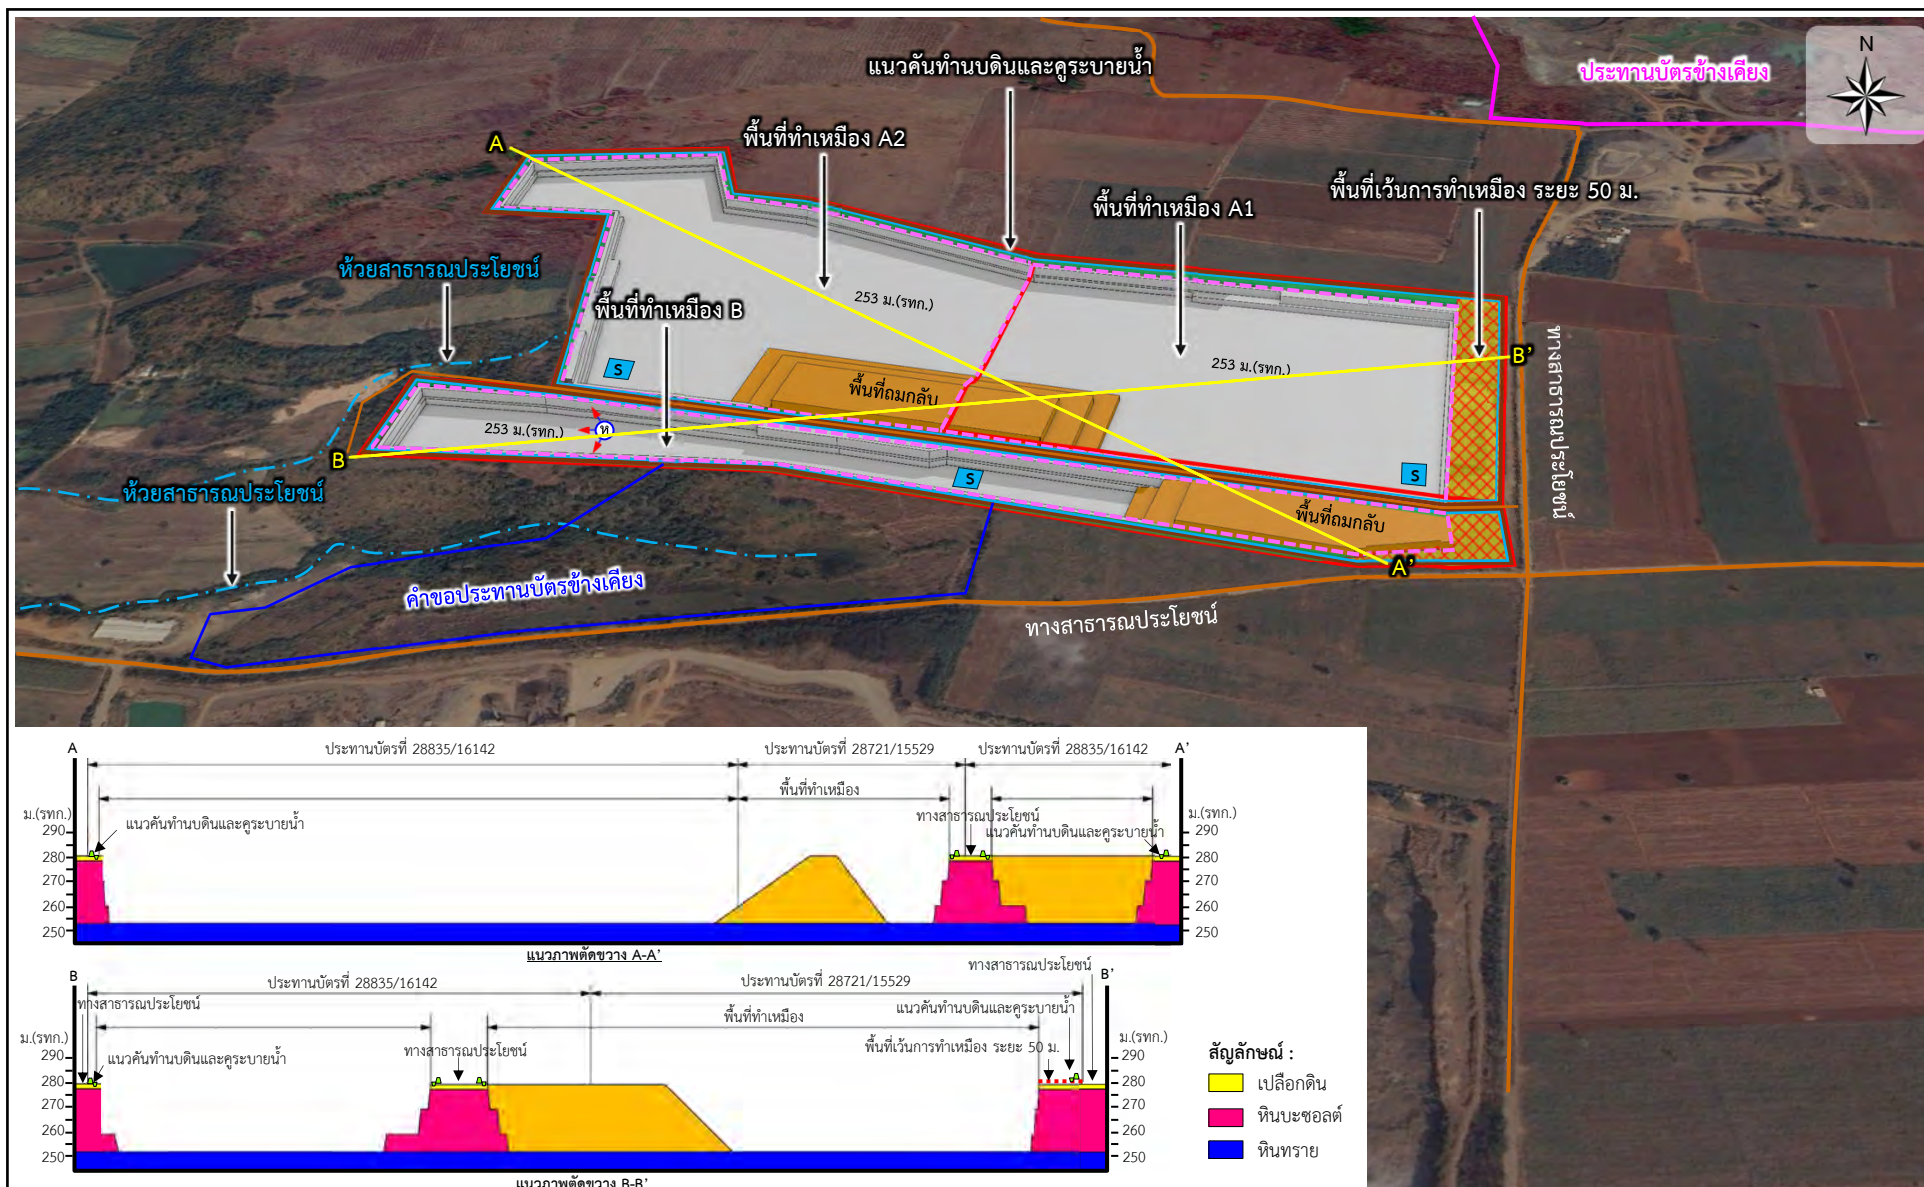 N
ประทานบัตรข้างเคียง
แนวคันทำนบดินและคูระบายน้ำ
พื้นที่ทำเหมือง A2
A
พื้นที่เว้นการทำเหมือง ระยะ 50 ม.
พื้นที่ทำเหมือง A1
ห้วยสาธารณประโยชน์
พื้นที่ทำเหมือง B
253 ม.(รทก.)
253 ม.(รทก.)
B'
ทางสาธารณประโยชน์
S
พื้นที่ถมกลับ
253 ม.(รทก.)
ห
B
S
S
ห้วยสาธารณประโยชน์
พื้นที่ถมกลับ
A'
คำขอประทานบัตรข้างเคียง
ทางสาธารณประโยชน์
A
ประทานบัตรที่ 28835/16142
ประทานบัตรที่ 28721/15529
ประทานบัตรที่ 28835/16142
A'
พื้นที่ทำเหมือง
ม.(รทก.)
แนวคันทำนบดินและคูระบายน้ำ
ทางสาธารณประโยชน์
แนวคันทำนบดินและคูระบายน้ำ
ม.(รทก.)
290
280
270
260
250
290
280
270
260
250
แนวภาพตัดขวาง A-A'
B
ประทานบัตรที่ 28835/16142
ประทานบัตรที่ 28721/15529
ทางสาธารณประโยชน์
B'
ทางสาธารณประโยชน์
พื้นที่ทำเหมือง
แนวคันทำนบดินและคูระบายน้ำ
ม.(รทก.)
แนวคันทำนบดินและคูระบายน้ำ
ทางสาธารณประโยชน์
พื้นที่เว้นการทำเหมือง ระยะ 50 ม.
ม.(รทก.)
290
280
270
260
250
290
280
270
260
250
แนวภาพตัดขวาง B-B'
สัญลักษณ์ :
เปลือกดิน
หินบะซอลต์
หินทราย